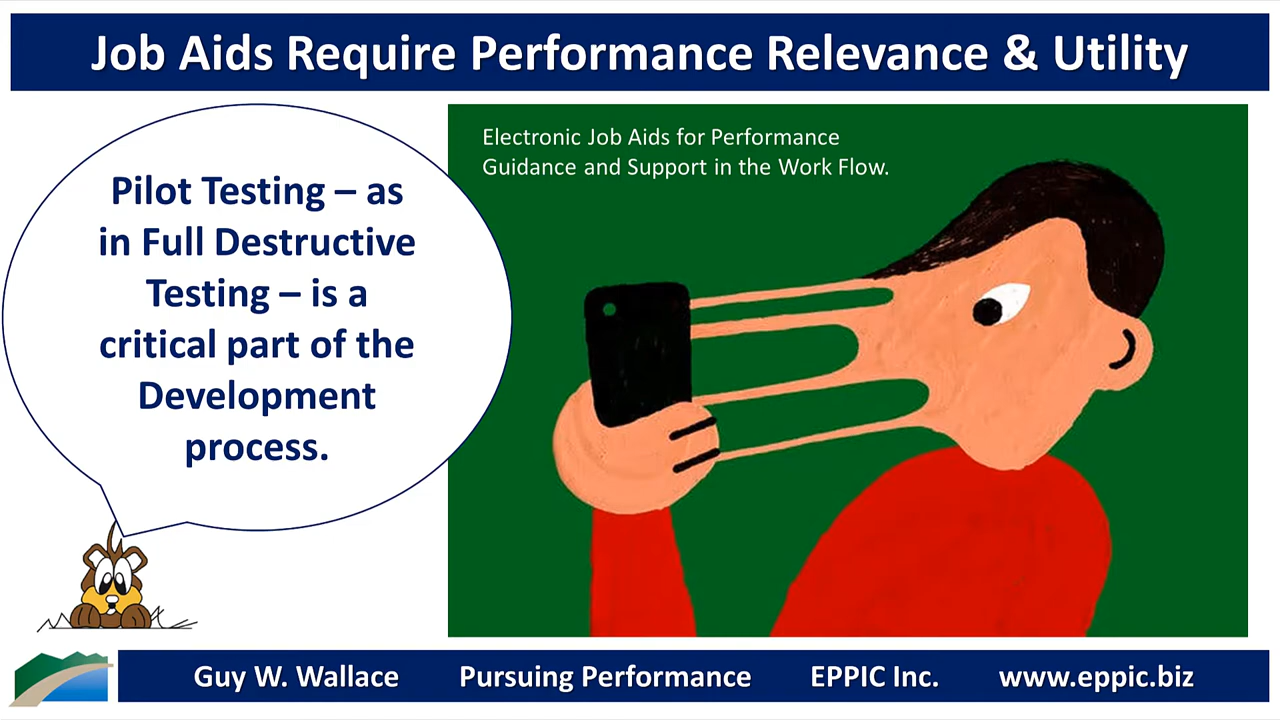 Job Aids Require Performance Relevance & Utility
Pilot Testing – as
in Full Destructive
Testing – is a
critical part of the
Development
process.
Electronic Job Aids for Performance
Guidance and Support in the Work Flow.
Guy W. Wallace Pursuing Performance EPPIC Inc. www.eppic.biz